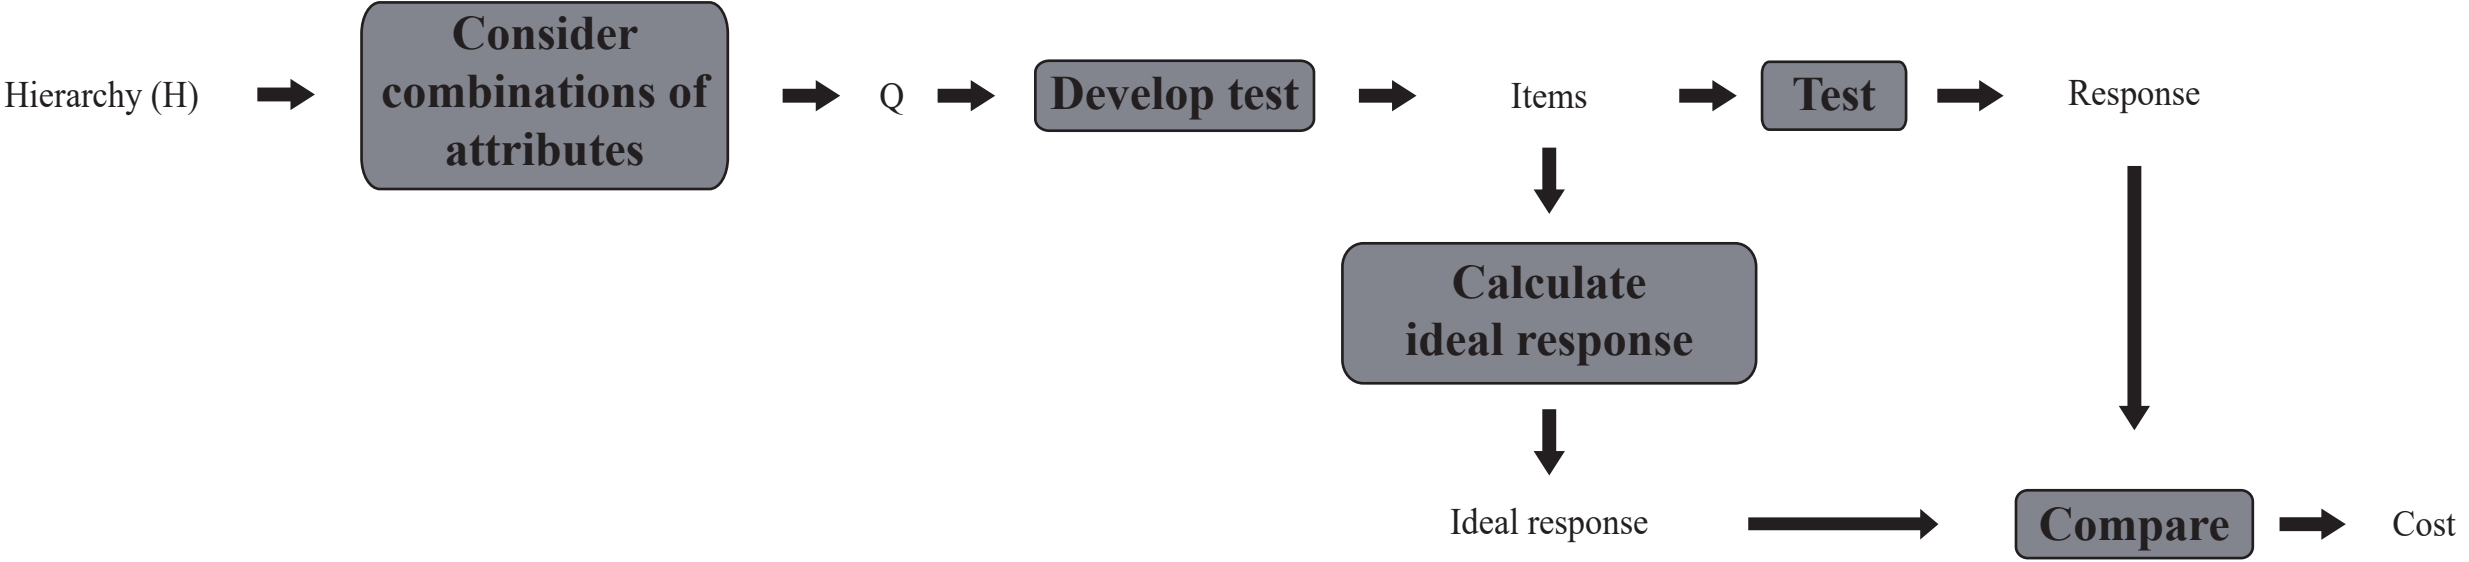 Hierarchy (H)
Consider
combinations of
attributes
Q
Develop test
Items
Test
Response
Calculate
ideal response
Ideal response
Compare
Cost